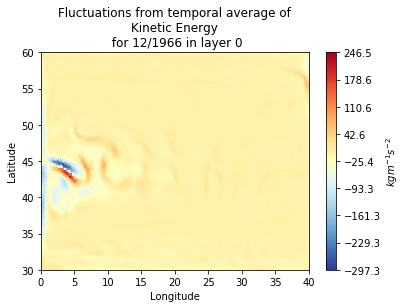 Fluctuations from temporal average of
Kinetic Energy
for 12/1966 in layer 0
60
55
50
45
40
35
30
Latitude
0 5 10 15 20 25 30 35 40
Longitude
246.5
178.6
110.6
42.6
−25.4
−93.3
−161.3
−229.3
−297.3
kgm⁻¹s⁻²